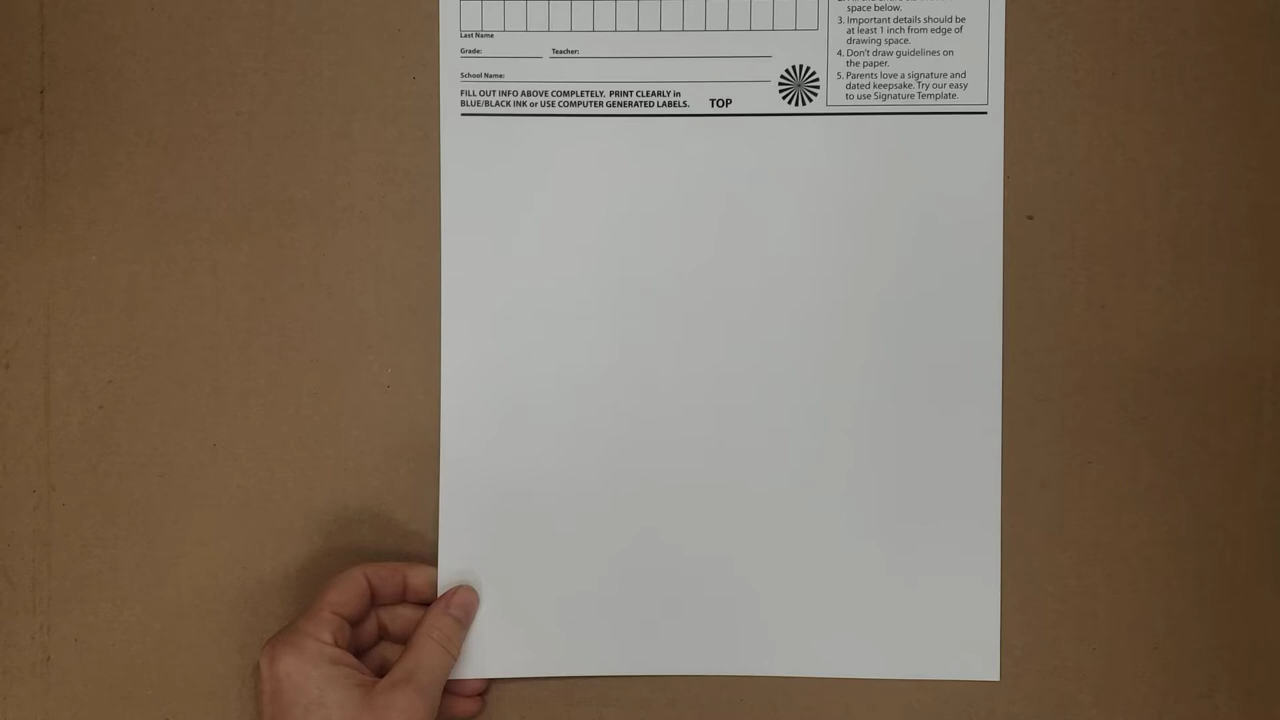 Last Name
Grade:
Teacher:
School Name:
FILL OUT INFO ABOVE COMPLETELY. PRINT CLEARLY in
BLUE/BLACK INK or USE COMPUTER GENERATED LABELS.
TOP
space below.
3. Important details should be
at least 1 inch from edge of
drawing space.
4. Don't draw guidelines on
the paper.
5. Parents love a signature and
dated keepsake. Try our easy
to use Signature Template.